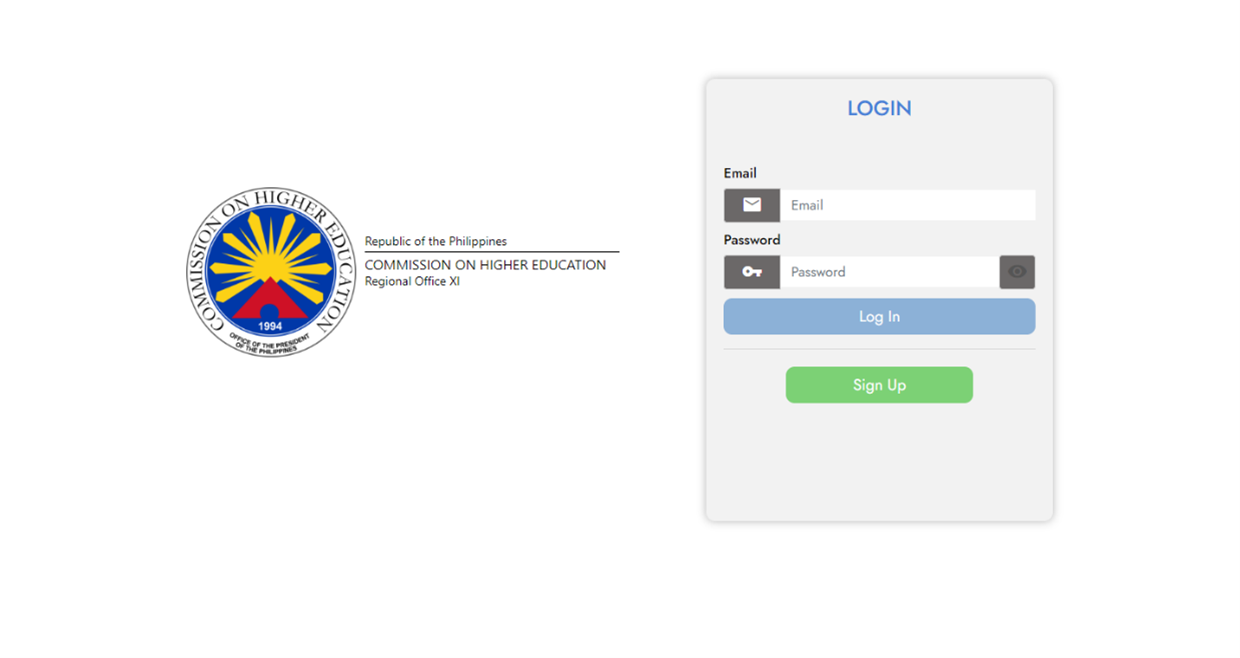 COMMISSION ON HIGHER EDUCATION
1994
OFFICE OF THE PRESIDENT
OF THE PHILIPPINES
Republic of the Philippines
COMMISSION ON HIGHER EDUCATION
Regional Office XI
LOGIN
Email
Email
Password
Password
Log In
Sign Up